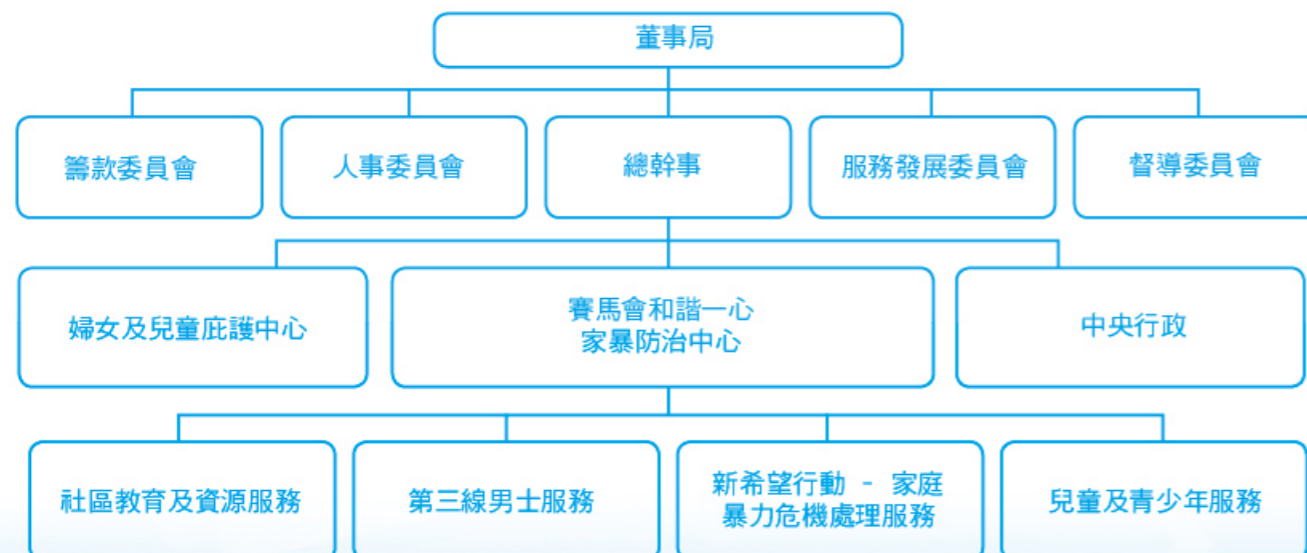 董事局
籌款委員會
人事委員會
總幹事
服務發展委員會
督導委員會
婦女及兒童庇護中心
賽馬會和諧一心
家暴防治中心
中央行政
社區教育及資源服務
第三線男士服務
新希望行動 - 家庭
暴力危機處理服務
兒童及青少年服務